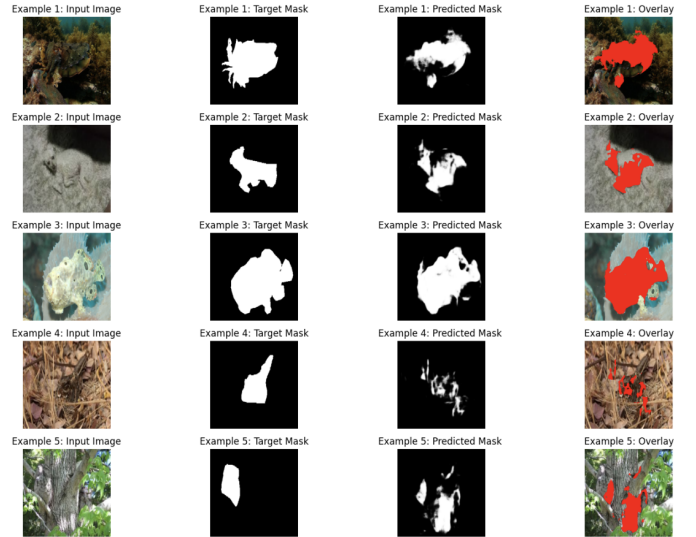 Example 1: Input Image Example 1: Target Mask Example 1: Predicted Mask Example 1: Overlay
Example 2: Input Image Example 2: Target Mask Example 2: Predicted Mask Example 2: Overlay
Example 3: Input Image Example 3: Target Mask Example 3: Predicted Mask Example 3: Overlay
Example 4: Input Image Example 4: Target Mask Example 4: Predicted Mask Example 4: Overlay
Example 5: Input Image Example 5: Target Mask Example 5: Predicted Mask Example 5: Overlay